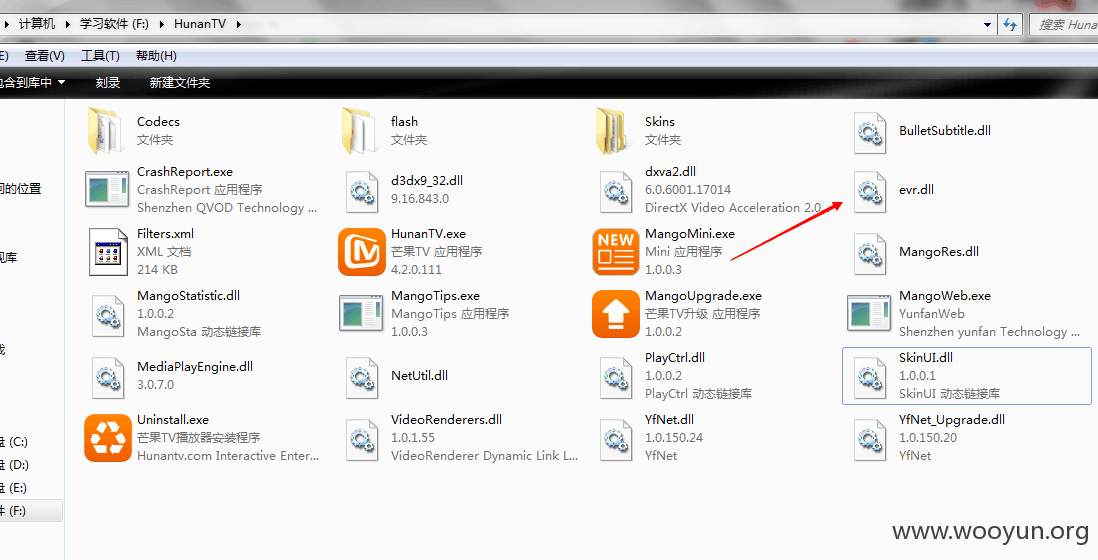 计算机 学习软件 (F:) HunanTV
搜索 Huna
E) 查看(V) 工具(T) 帮助(H)
包含到库中 刻录 新建文件夹
Codecs
文件夹
flash
文件夹
Skins
文件夹
BulletSubtitle.dll
CrashReport.exe
CrashReport 应用程序
Shenzhen QVOD Technology ...
d3dx9_32.dll
9.16.843.0
dxva2.dll
6.0.6001.17014
DirectX Video Acceleration 2.0...
evr.dll
Filters.xml
XML 文档
214 KB
HunanTV.exe
芒果TV 应用程序
4.2.0.111
NEW
MangoMini.exe
Mini 应用程序
1.0.0.3
MangoRes.dll
MangoStatistic.dll
1.0.0.2
MangoSta 动态链接库
MangoTips.exe
MangoTips 应用程序
1.0.0.3
MangoUpgrade.exe
芒果TV升级 应用程序
1.0.0.2
MangoWeb.exe
YunfanWeb
Shenzhen yunfan Technology ...
MediaPlayEngine.dll
3.0.7.0
NetUtil.dll
PlayCtrl.dll
1.0.0.2
PlayCtrl 动态链接库
SkinUI.dll
1.0.0.1
SkinUI 动态链接库
Uninstall.exe
芒果TV播放器安装程序
Hunantv.com Interactive Enter...
VideoRenderers.dll
1.0.1.55
VideoRenderer Dynamic Link L...
YfNet.dll
1.0.150.24
YfNet
YfNet_Upgrade.dll
1.0.150.20
YfNet
问的位置
视库
戏
盘 (C:)
盘 (D:)
盘 (E:)
件 (F:)
www.wooyun.org